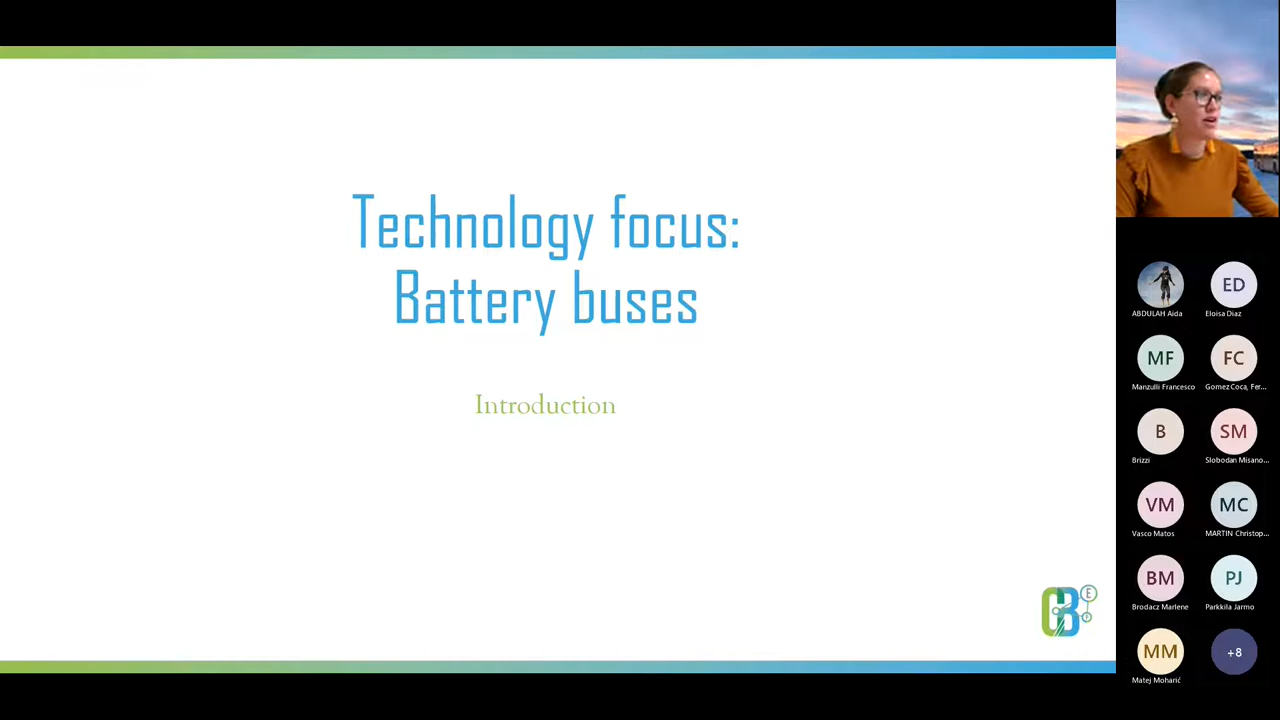 Technology focus:
Battery buses
Introduction
CB
E
ED
ABDULAH Aida
Eloisa Diaz
MF
FC
Manzulli Francesco
Gomez Coca, Fer...
B
SM
Brizzi
Slobodan Misano...
VM
MC
Vasco Matos
MARTIN Christop...
BM
PJ
Brodacz Marlene
Parkkila Jarmo
MM
+8
Matej Moharić